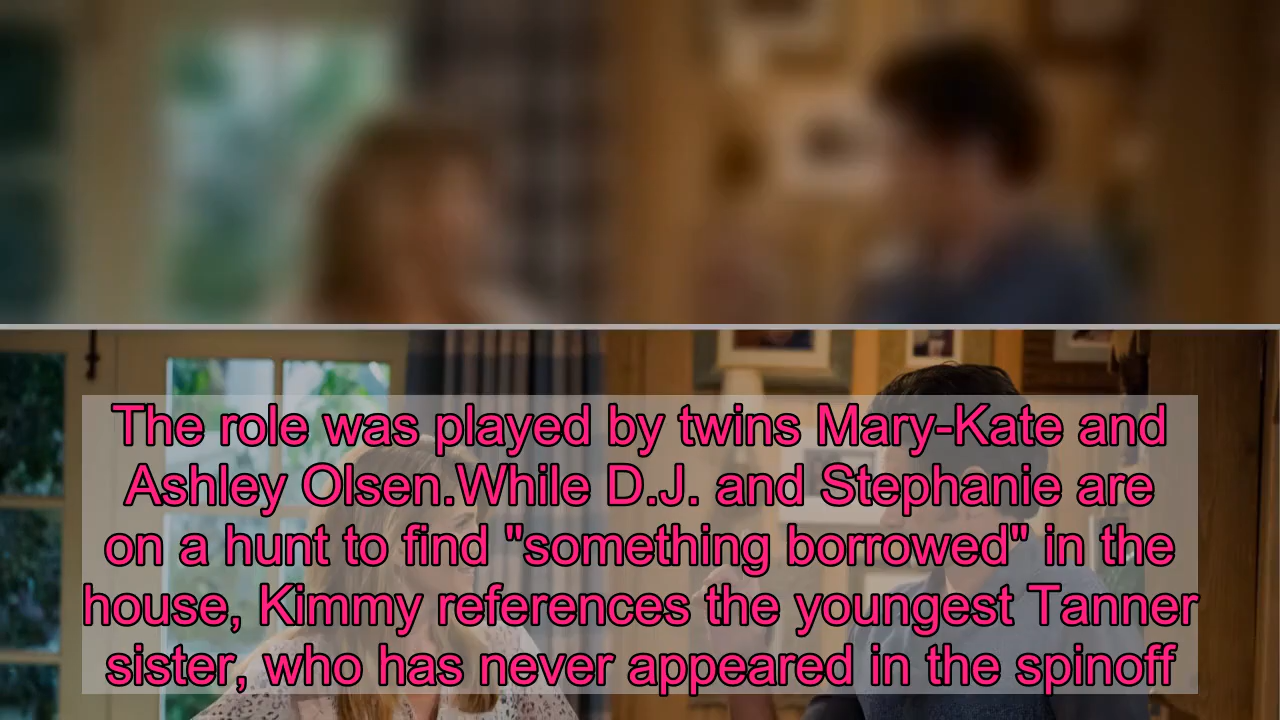 The role was played by twins Mary-Kate and
Ashley Olsen.While D.J. and Stephanie are
on a hunt to find "something borrowed" in the
house, Kimmy references the youngest Tanner
sister, who has never appeared in the spinoff